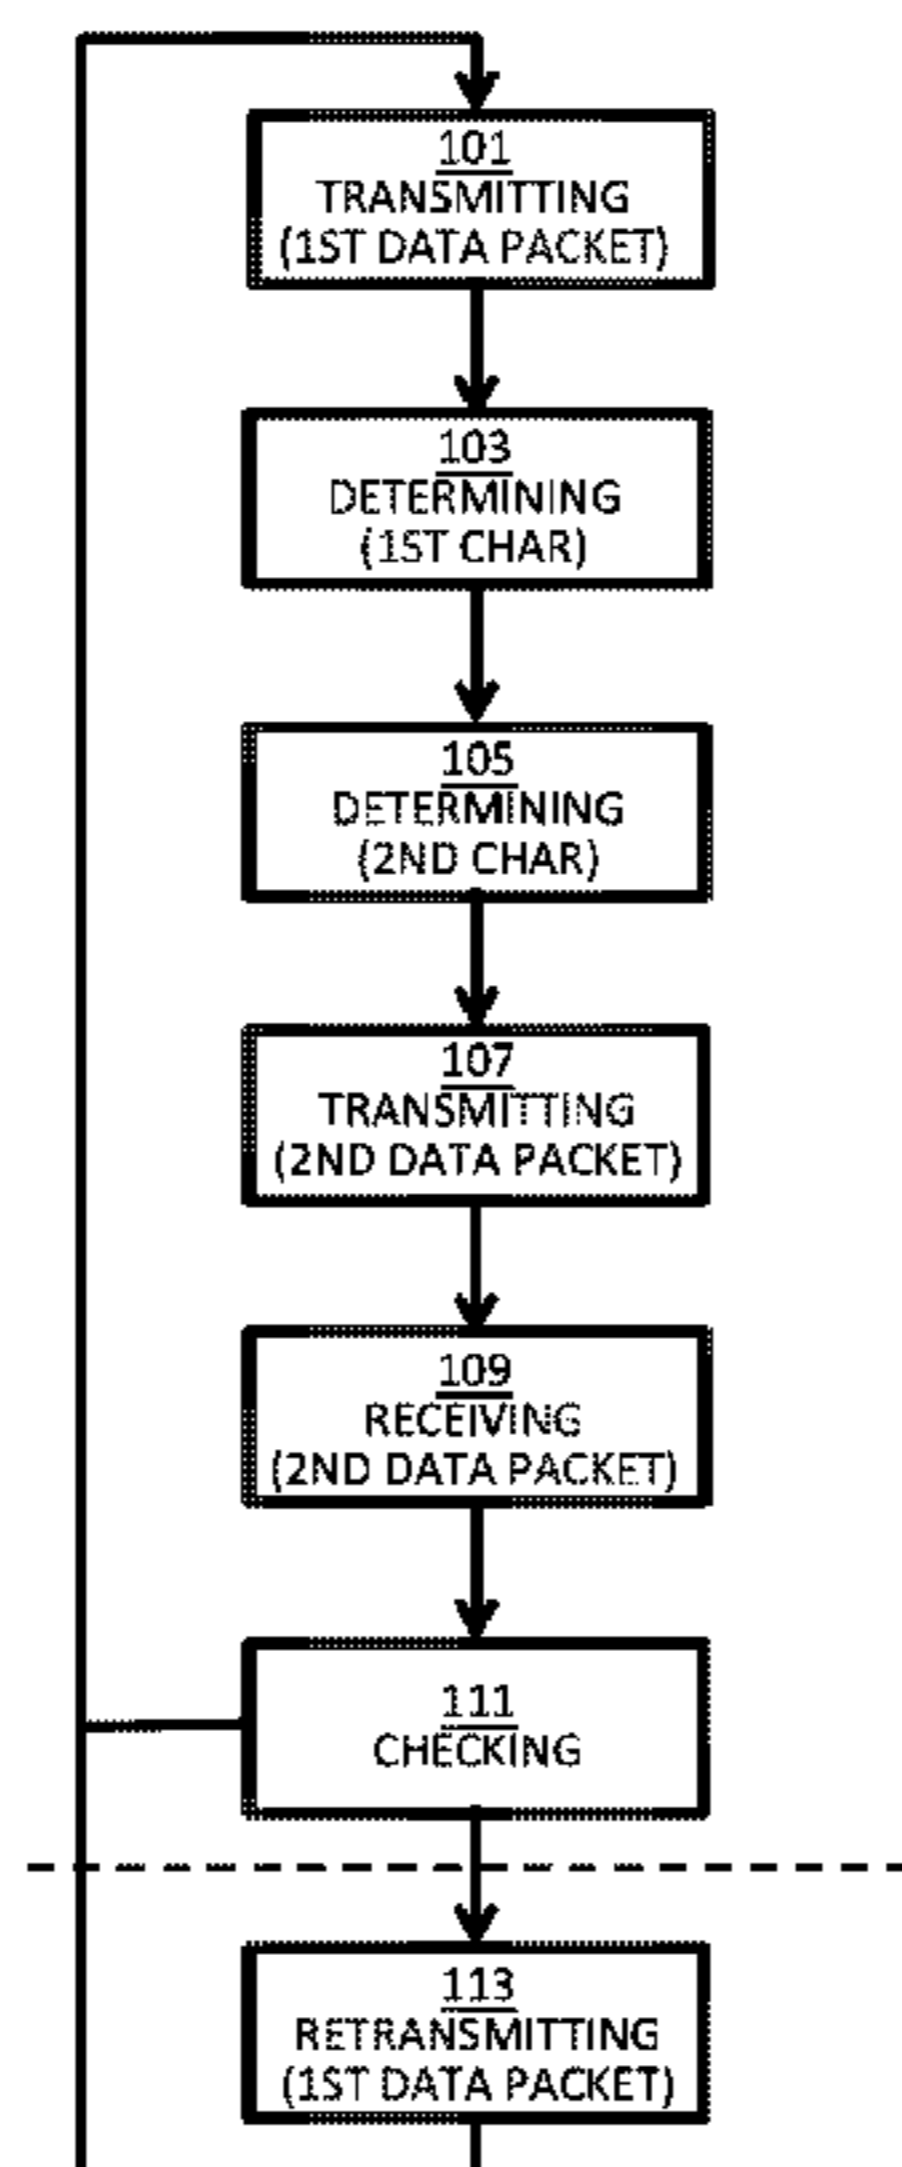 101
TRANSMITTING
(1ST DATA PACKET)
103
DETERMINING
(1ST CHAR)
105
DETERMINING
(2ND CHAR)
107
TRANSMITTING
(2ND DATA PACKET)
109
RECEIVING
(2ND DATA PACKET)
111
CHECKING
113
RETRANSMITTING
(1ST DATA PACKET)